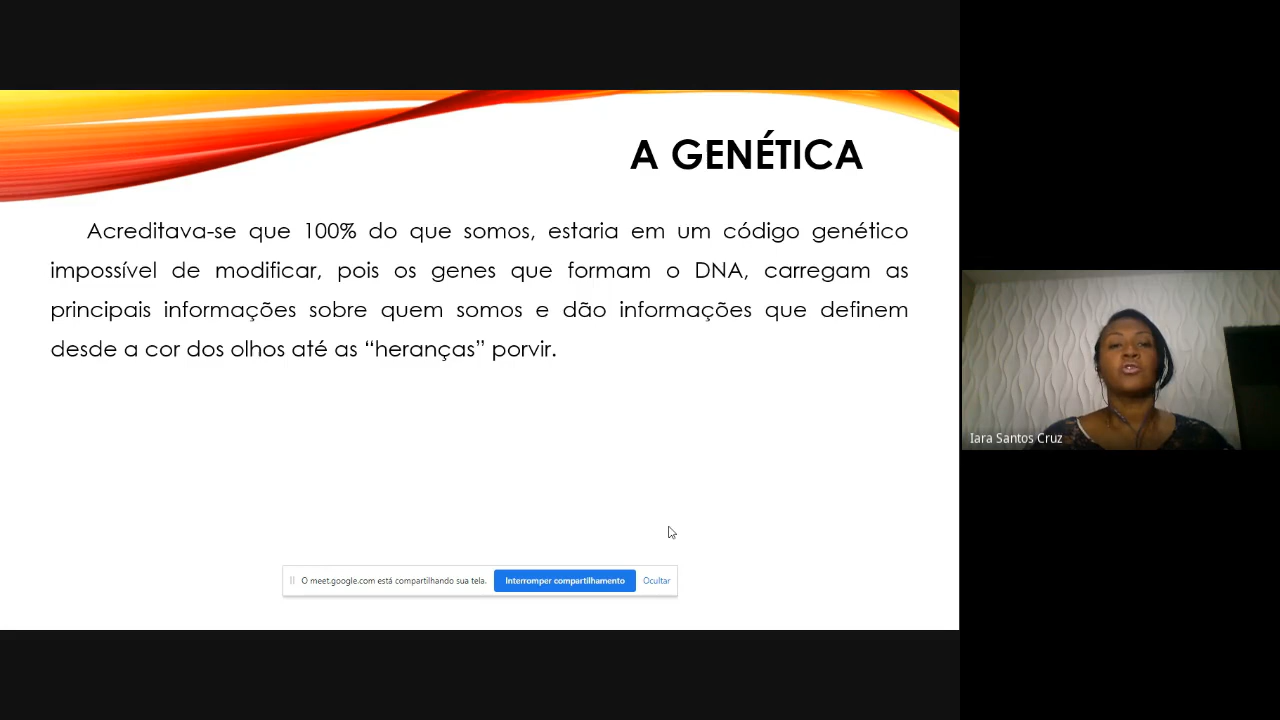 A GENÉTICA
Acreditava-se que 100% do que somos, estaria em um código genético
impossível de modificar, pois os genes que formam o DNA, carregam as
principais informações sobre quem somos e dão informações que definem
desde a cor dos olhos até as “heranças” porvir.
Iara Santos Cruz
O meet.google.com está compartilhando sua tela. Interromper compartilhamento Ocultar